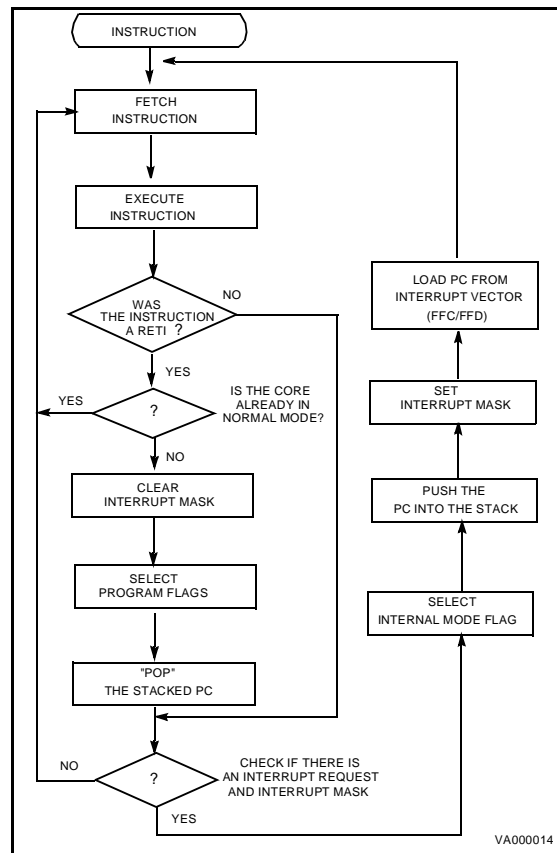 INSTRUCTION
FETCH
INSTRUCTION
EXECUTE
INSTRUCTION
WAS
THE INSTRUCTION
A RETI ?
NO
YES
?
IS THE CORE
ALREADY IN
NORMAL MODE?
YES
NO
CLEAR
INTERRUPT MASK
SELECT
PROGRAM FLAGS
"POP"
THE STACKED PC
?
CHECK IF THERE IS
AN INTERRUPT REQUEST
AND INTERRUPT MASK
NO
YES
SELECT
INTERNAL MODE FLAG
PUSH THE
PC INTO THE STACK
SET
INTERRUPT MASK
LOAD PC FROM
INTERRUPT VECTOR
(FFC/FFD)
VA000014